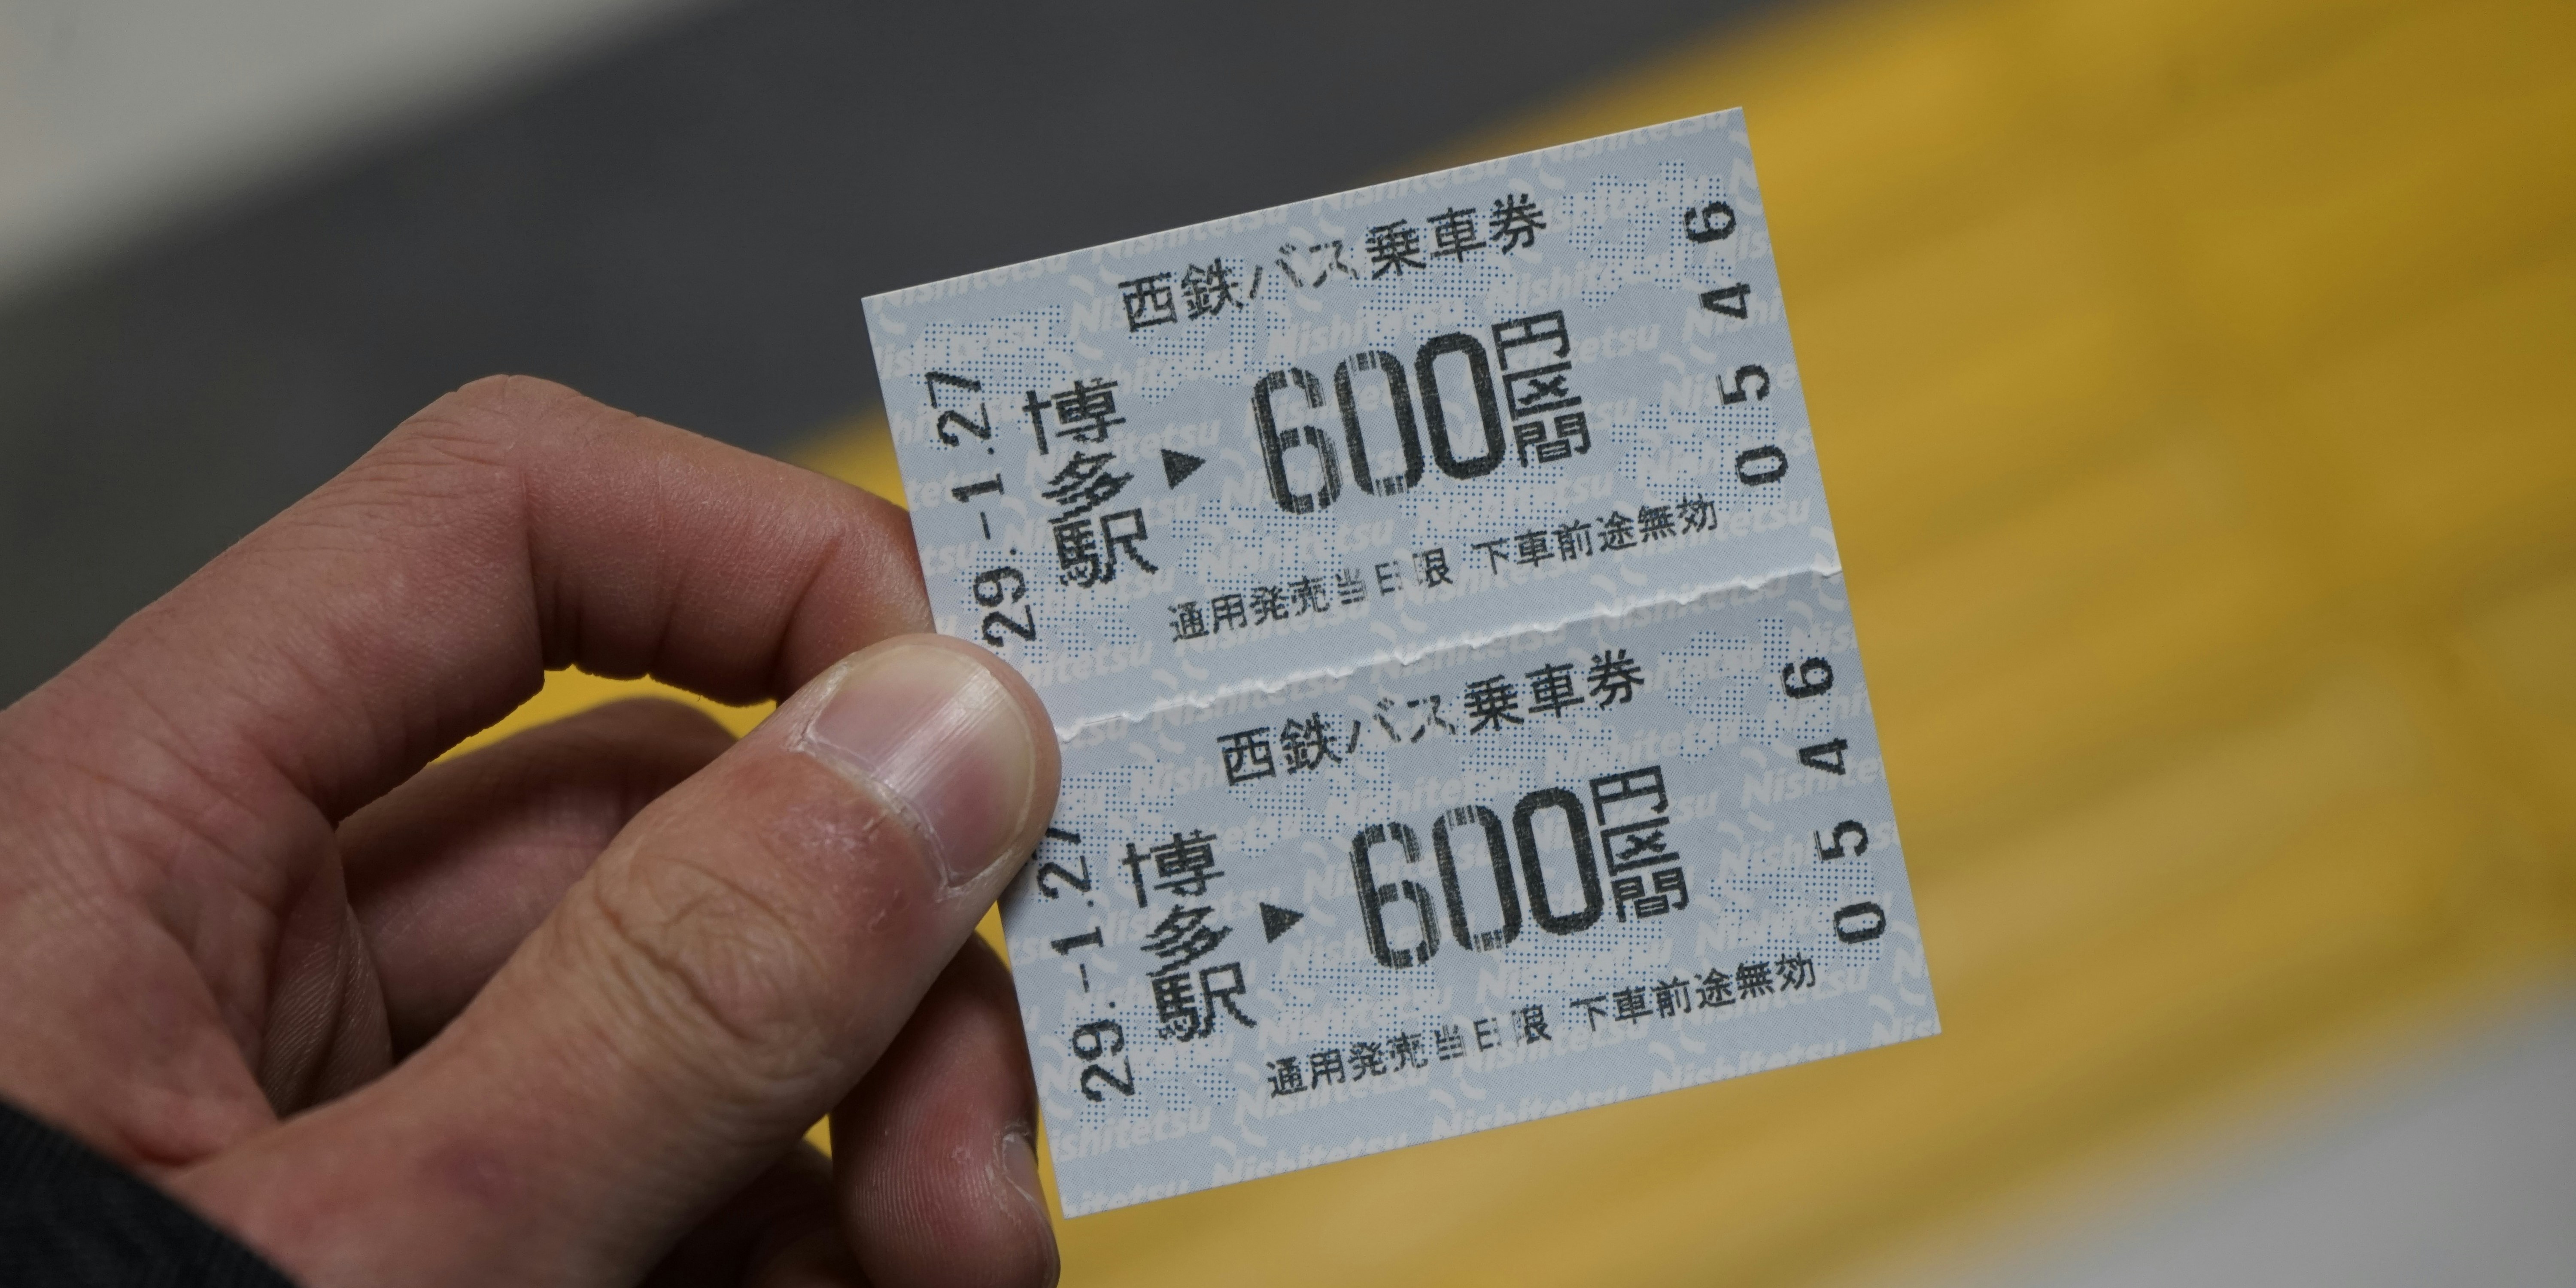 西鉄バス乗車券
29.-1.27
博多駅▶600円区間
0546
通用発売当日限 下車前途無効
西鉄バス乗車券
29.-1.27
博多駅▶600円区間
0546
通用発売当日限 下車前途無効
Nishitetsu